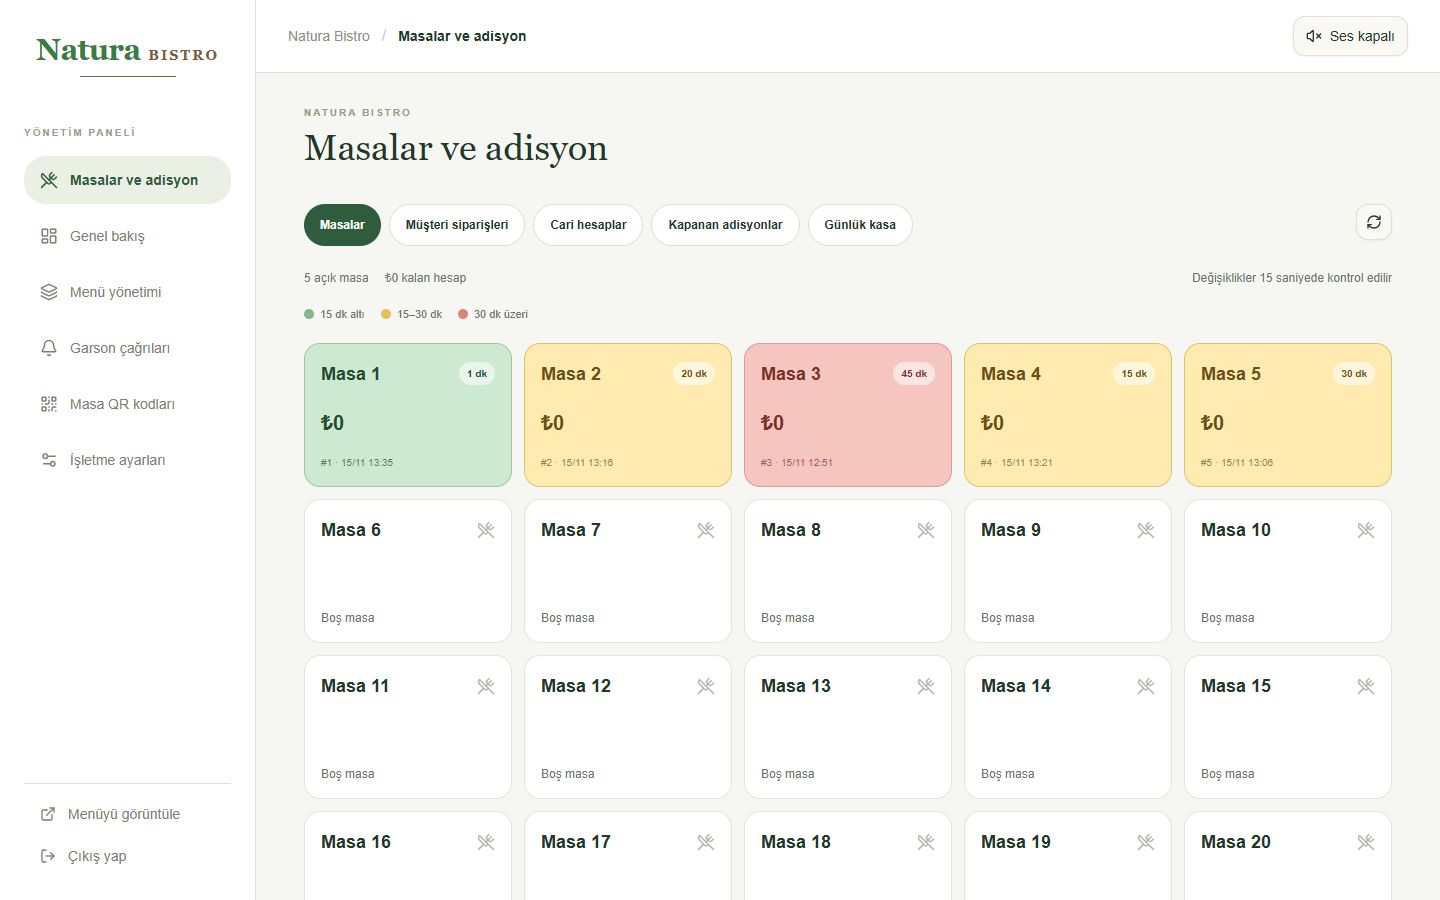 Natura BISTRO
YÖNETİM PANELİ
Masalar ve adisyon
Genel bakış
Menü yönetimi
Garson çağrıları
Masa QR kodları
İşletme ayarları
Menüyü görüntüle
Çıkış yap
Natura Bistro / Masalar ve adisyon
Ses kapalı
NATURA BISTRO
Masalar ve adisyon
Masalar Müşteri siparişleri Cari hesaplar Kapanan adisyonlar Günlük kasa
5 açık masa ₺0 kalan hesap
Değişiklikler 15 saniyede kontrol edilir
15 dk altı 15–30 dk 30 dk üzeri
Masa 1 1 dk
₺0
#1 · 15/11 13:35
Masa 2 20 dk
₺0
#2 · 15/11 13:16
Masa 3 45 dk
₺0
#3 · 15/11 12:51
Masa 4 15 dk
₺0
#4 · 15/11 13:21
Masa 5 30 dk
₺0
#5 · 15/11 13:06
Masa 6
Boş masa
Masa 7
Boş masa
Masa 8
Boş masa
Masa 9
Boş masa
Masa 10
Boş masa
Masa 11
Boş masa
Masa 12
Boş masa
Masa 13
Boş masa
Masa 14
Boş masa
Masa 15
Boş masa
Masa 16
Masa 17
Masa 18
Masa 19
Masa 20